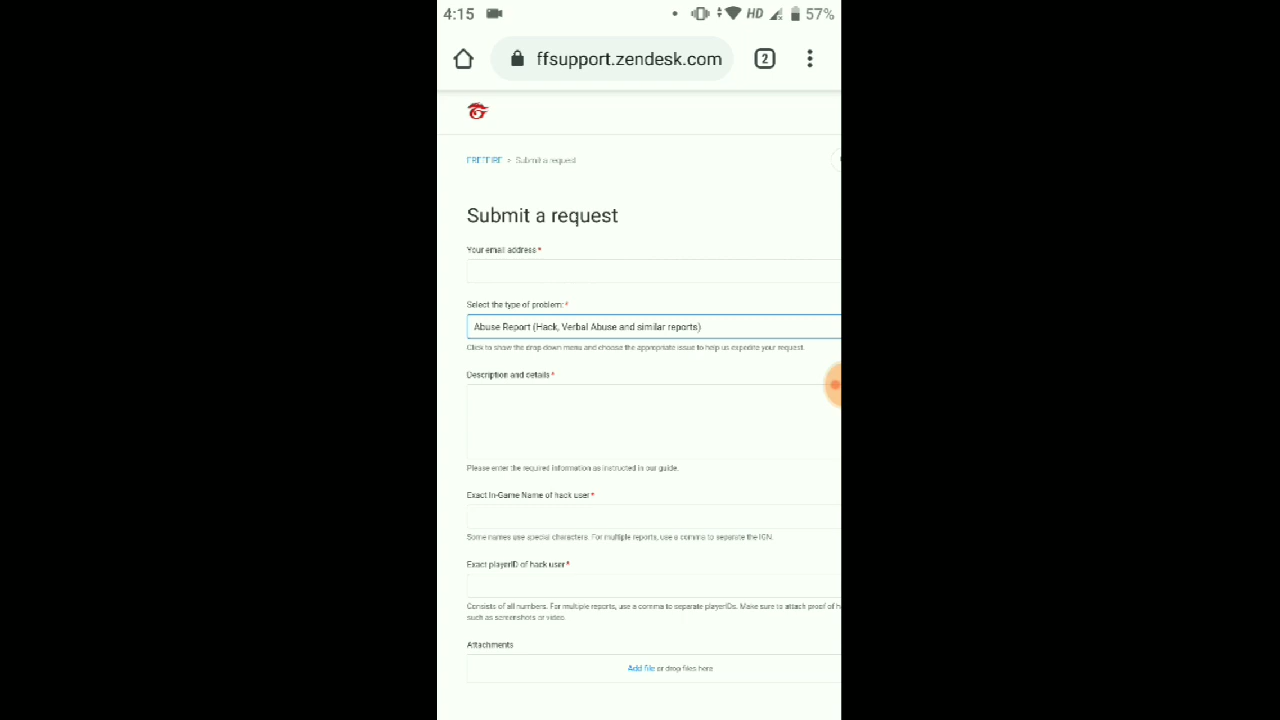 4:15 HD 57%
ffsupport.zendesk.com 2
FREEFIRE > Submit a request
Submit a request
Your email address *
Select the type of problem: *
Abuse Report (Hack, Verbal Abuse and similar reports)
Click to show the drop down menu and choose the appropriate issue to help us expedite your request.
Description and details *
Please enter the required information as instructed in our guide.
Exact In-Game Name of hack user *
Some names use special characters. For multiple reports, use a comma to separate the IGN.
Exact playerID of hack user *
Consists of all numbers. For multiple reports, use a comma to separate playerIDs. Make sure to attach proof of
such as screenshots or video.
Attachments
Add file or drop files here